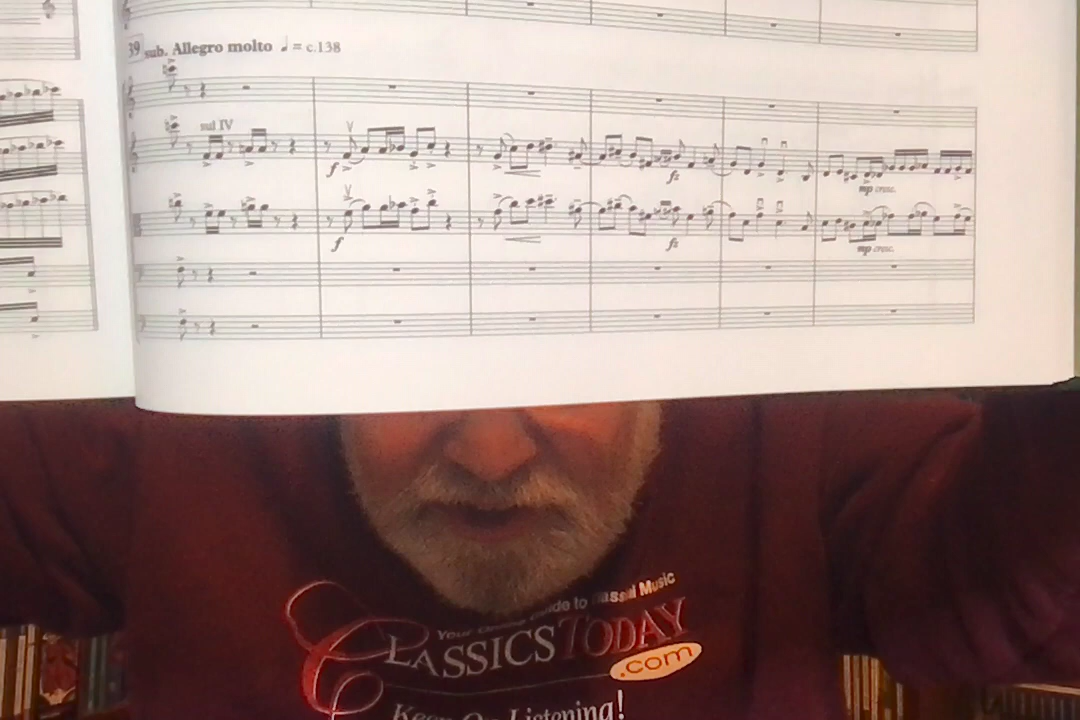 39 sub. Allegro molto ♩ = c.138
sul IV
f
fz
mp cresc.
f
fz
mp cresc.
Your Online Guide to Classical Music
CLASSICSTODAY
.com
Keep On Listening!